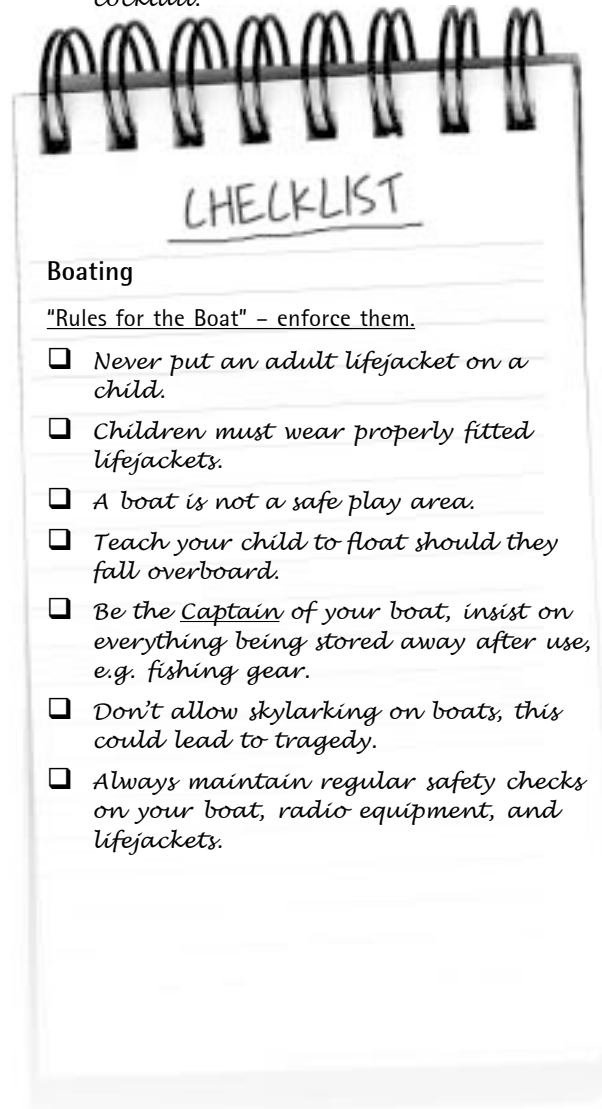 cocktail.
CHECKLIST
Boating
"Rules for the Boat" – enforce them.
❑ Never put an adult lifejacket on a
child.
❑ Children must wear properly fitted
lifejackets.
❑ A boat is not a safe play area.
❑ Teach your child to float should they
fall overboard.
❑ Be the Captain of your boat, insist on
everything being stored away after use,
e.g. fishing gear.
❑ Don't allow skylarking on boats, this
could lead to tragedy.
❑ Always maintain regular safety checks
on your boat, radio equipment, and
lifejackets.